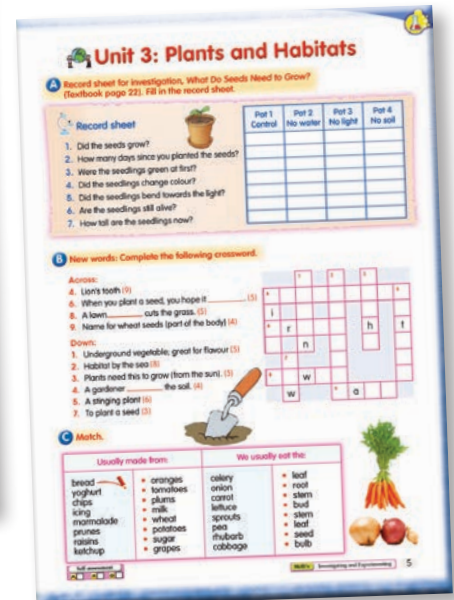 Unit 3: Plants and Habitats
A Record sheet for investigation, What Do Seeds Need to Grow?
(Textbook page 22). Fill in the record sheet.
Record sheet
Pot 1 Pot 2 Pot 3 Pot 4
Control No water No light No soil
1. Did the seeds grow?
2. How many days since you planted the seeds?
3. Were the seedlings green at first?
4. Did the seedlings change colour?
5. Did the seedlings bend towards the light?
6. Are the seedlings still alive?
7. How tall are the seedlings now?
B New words: Complete the following crossword.
Across:
4. Lion's tooth (9)
6. When you plant a seed, you hope it ______ (5)
8. A lawn______ cuts the grass. (5)
9. Name for wheat seeds (part of the body) (4)
Down:
1. Underground vegetable; great for flavour (5)
2. Habitat by the sea (8)
3. Plants need this to grow (from the sun). (5)
4. A gardener ______ the soil. (4)
5. A stinging plant (6)
7. To plant a seed (3)
i
r
h
t
n
w
w
a
C Match.
Usually made from: We usually eat the:
bread • oranges celery • leaf
yoghurt • tomatoes onion • root
chips • plums carrot • stem
icing • milk lettuce • bud
marmalade • wheat sprouts • stem
prunes • potatoes pea • leaf
raisins • sugar rhubarb • seed
ketchup • grapes cabbage • bulb
Self-assessment
Skills: Investigating and Experimenting
5